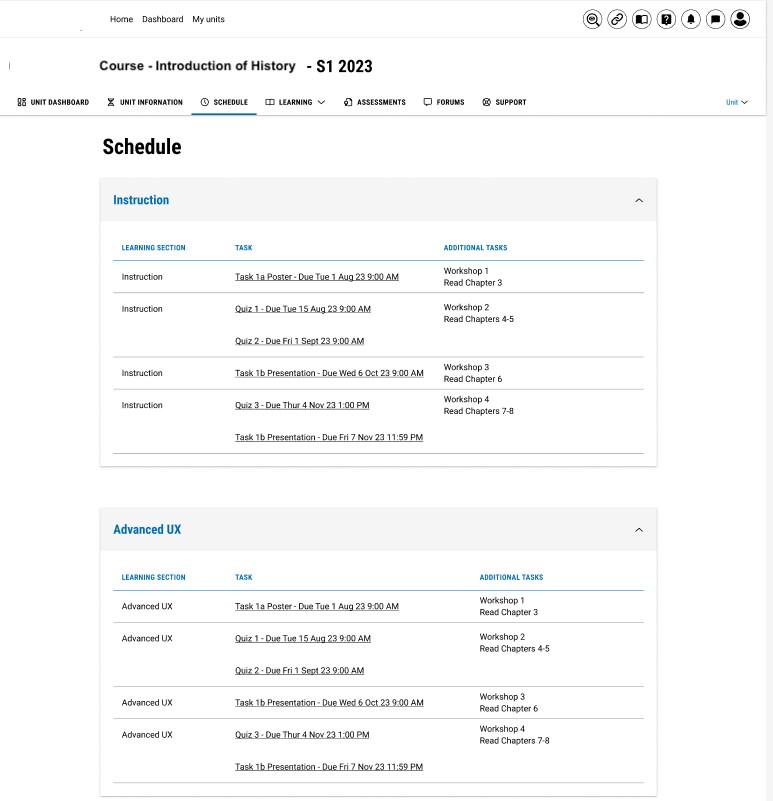 Home Dashboard My units
Course - Introduction of History - S1 2023
UNIT DASHBOARD UNIT INFORMATION SCHEDULE LEARNING ASSESSMENTS FORUMS SUPPORT Unit
Schedule
Instruction
LEARNING SECTION TASK ADDITIONAL TASKS
Instruction Task 1a Poster - Due Tue 1 Aug 23 9:00 AM Workshop 1
Read Chapter 3
Instruction Quiz 1 - Due Tue 15 Aug 23 9:00 AM Workshop 2
Read Chapters 4-5
Quiz 2 - Due Fri 1 Sept 23 9:00 AM
Instruction Task 1b Presentation - Due Wed 6 Oct 23 9:00 AM Workshop 3
Read Chapter 6
Instruction Quiz 3 - Due Thur 4 Nov 23 1:00 PM Workshop 4
Read Chapters 7-8
Task 1b Presentation - Due Fri 7 Nov 23 11:59 PM
Advanced UX
LEARNING SECTION TASK ADDITIONAL TASKS
Advanced UX Task 1a Poster - Due Tue 1 Aug 23 9:00 AM Workshop 1
Read Chapter 3
Advanced UX Quiz 1 - Due Tue 15 Aug 23 9:00 AM Workshop 2
Read Chapters 4-5
Quiz 2 - Due Fri 1 Sept 23 9:00 AM
Advanced UX Task 1b Presentation - Due Wed 6 Oct 23 9:00 AM Workshop 3
Read Chapter 6
Advanced UX Quiz 3 - Due Thur 4 Nov 23 1:00 PM Workshop 4
Read Chapters 7-8
Task 1b Presentation - Due Fri 7 Nov 23 11:59 PM